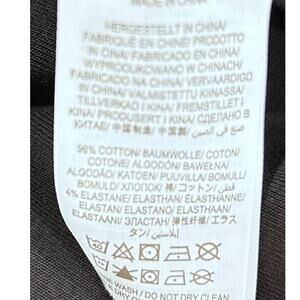 MADE IN CHINA
HERGESTELLT IN CHINA/
FABRIQUÉ EN CHINE/ PRODOTTO
IN CINA/ FABRICADO EN CHINA/
WYPRODUKOWANO W CHINACH/
FABRICADO NA CHINA/ VERVAARDIGD
IN CHINA/ VALMISTETTU KIINASSA/
TILLVERKAD I KINA/ FREMSTILLET I
KINA/ PRODUSERT I KINA/ СДЕЛАНО В
КИТАЕ/ 中国制造/ 中国製/ صنع في الصين
96% COTTON/ BAUMWOLLE/ COTON/
COTONE/ ALGODÓN/ BAWEŁNA/
ALGODÃO/ KATOEN/ PUUVILLA/ BOMULL/
BOMULD/ ХЛОПОК/ 棉/ コットン/ قطن
4% ELASTANE/ ELASTHAN/ ÉLASTHANNE/
ELASTAN/ ELASTANO/ ELASTHAAN/
ELASTAANI/ ЭЛАСТАН/ 弹性纤维/ エラス
タン/ إيلاستين
WASH / DO NOT DRY CLEAN